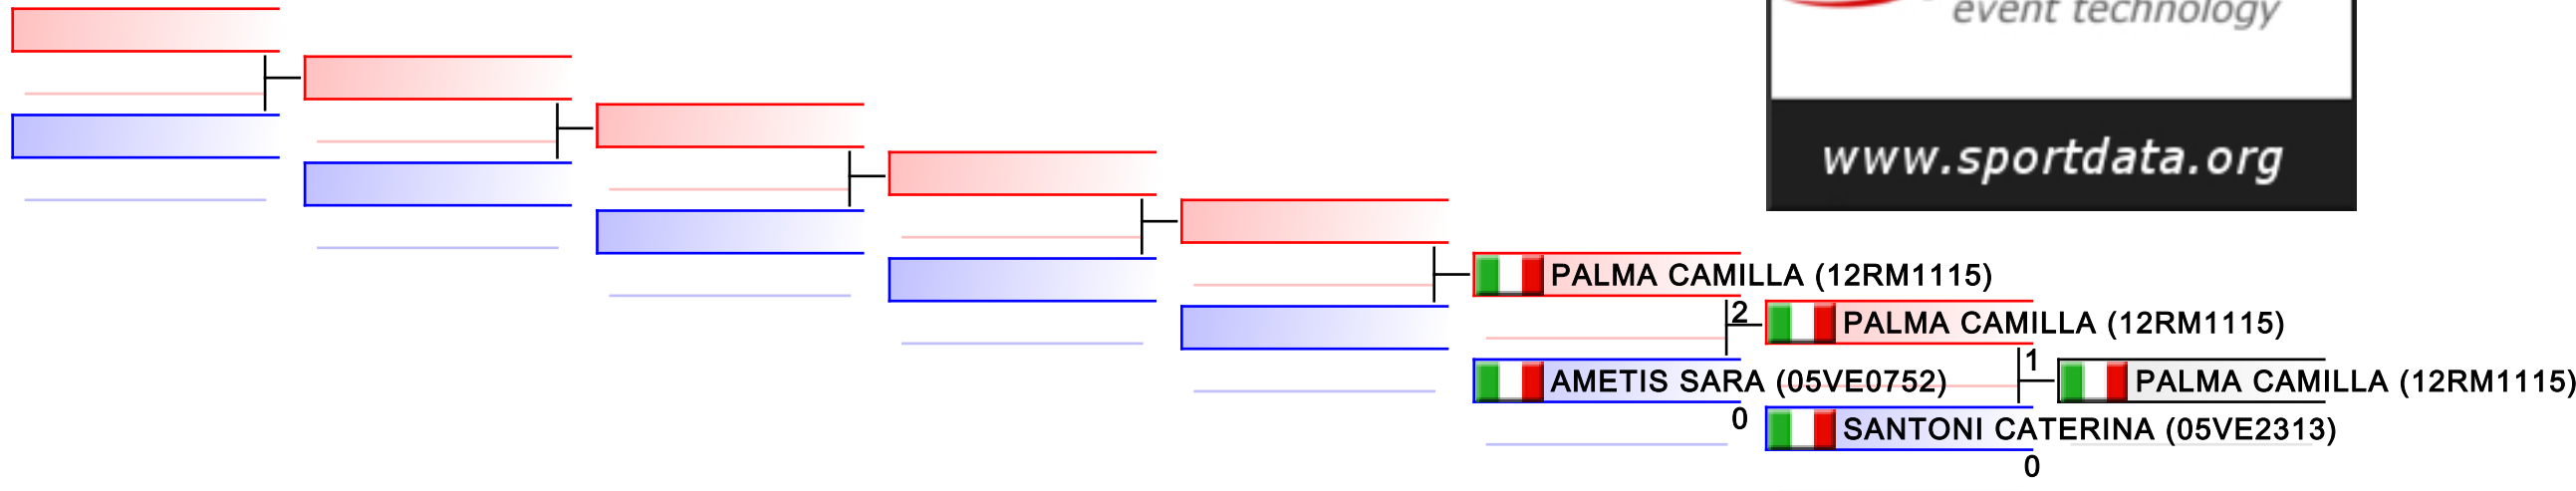 event technology
www.sportdata.org
PALMA CAMILLA (12RM1115)
2
PALMA CAMILLA (12RM1115)
AMETIS SARA (05VE0752)
0
1
PALMA CAMILLA (12RM1115)
SANTONI CATERINA (05VE2313)
0